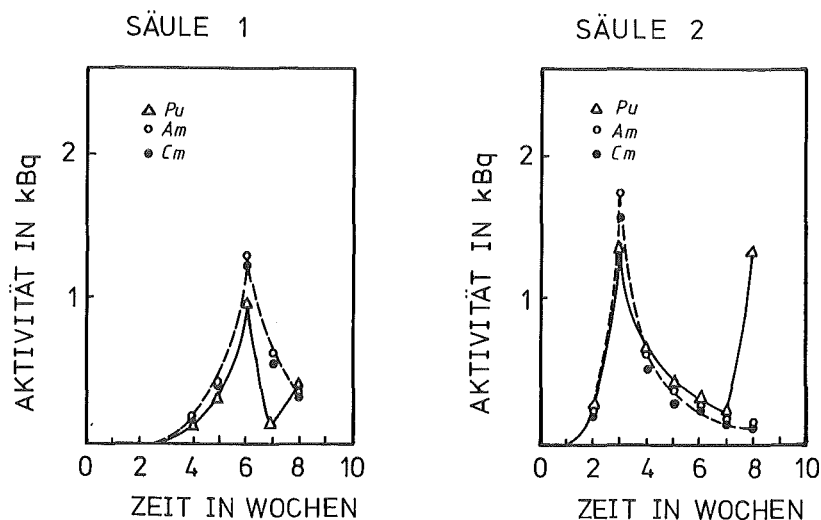 SÄULE 1
AKTIVITÄT IN kBq
2
1
Pu
Am
Cm
0 2 4 6 8 10
ZEIT IN WOCHEN
SÄULE 2
AKTIVITÄT IN kBq
2
1
Pu
Am
Cm
0 2 4 6 8 10
ZEIT IN WOCHEN